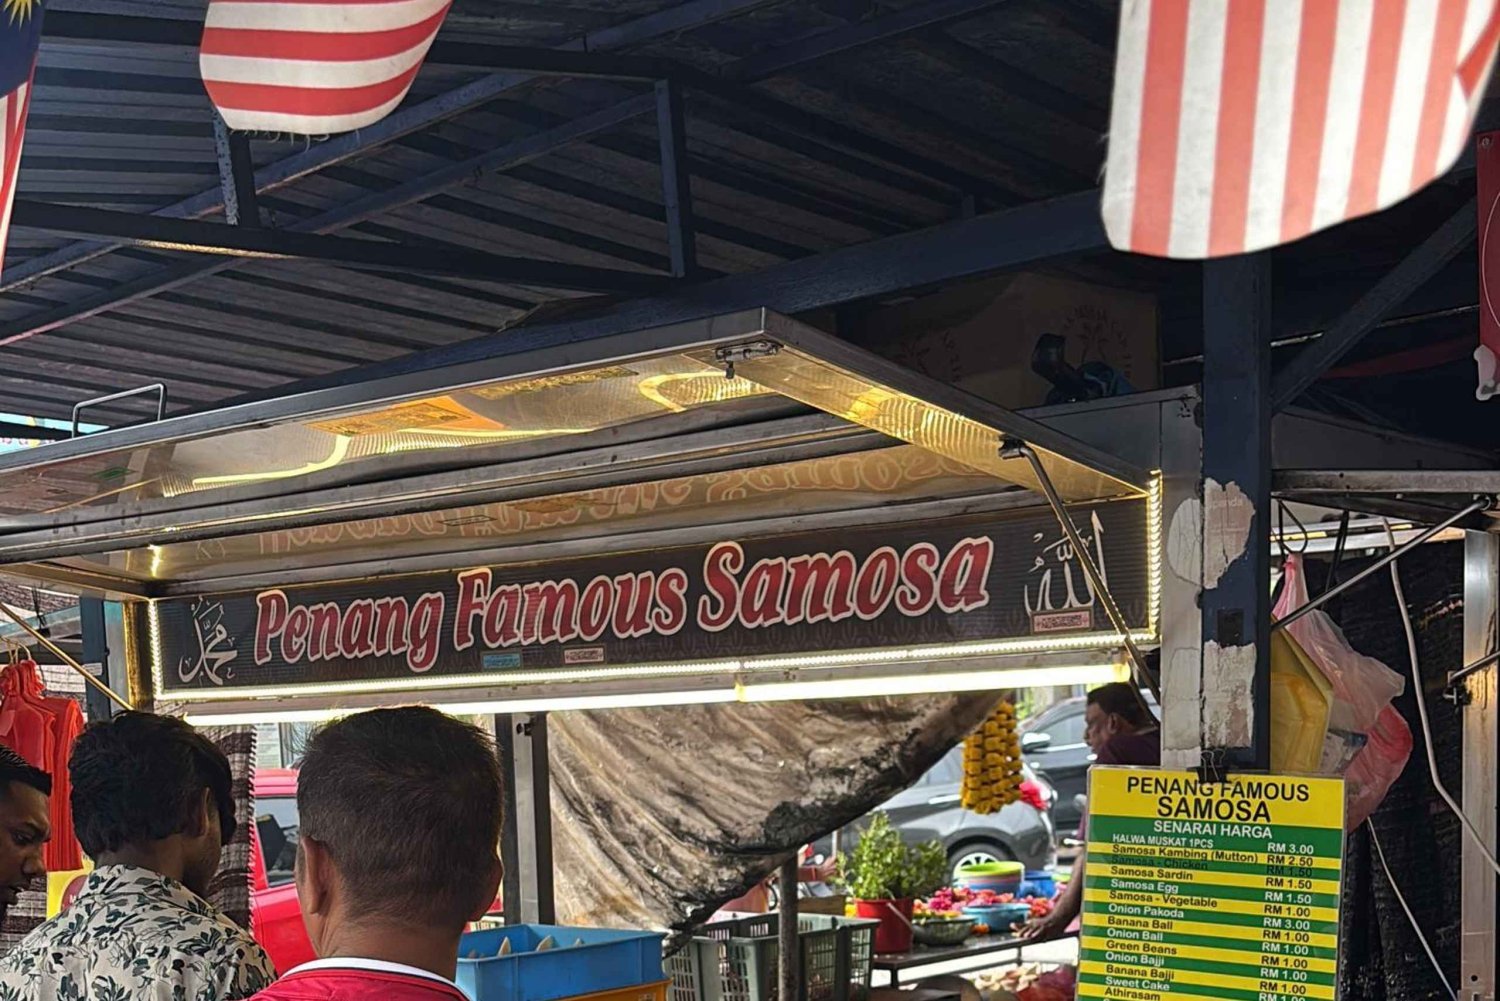 محمد
Penang Famous Samosa
الله
PENANG FAMOUS
SAMOSA
SENARAI HARGA
HALWA MUSKAT 1PCS RM 3.00
Samosa Kambing (Mutton) RM 2.50
Samosa - Chicken RM 1.50
Samosa Sardin RM 1.50
Samosa Egg RM 1.50
Samosa - Vegetable RM 1.00
Onion Pakoda RM 3.00
Banana Ball RM 1.00
Onion Ball RM 1.00
Green Beans RM 1.00
Onion Bajji RM 1.00
Banana Bajji RM 1.00
Sweet Cake
Athirasam